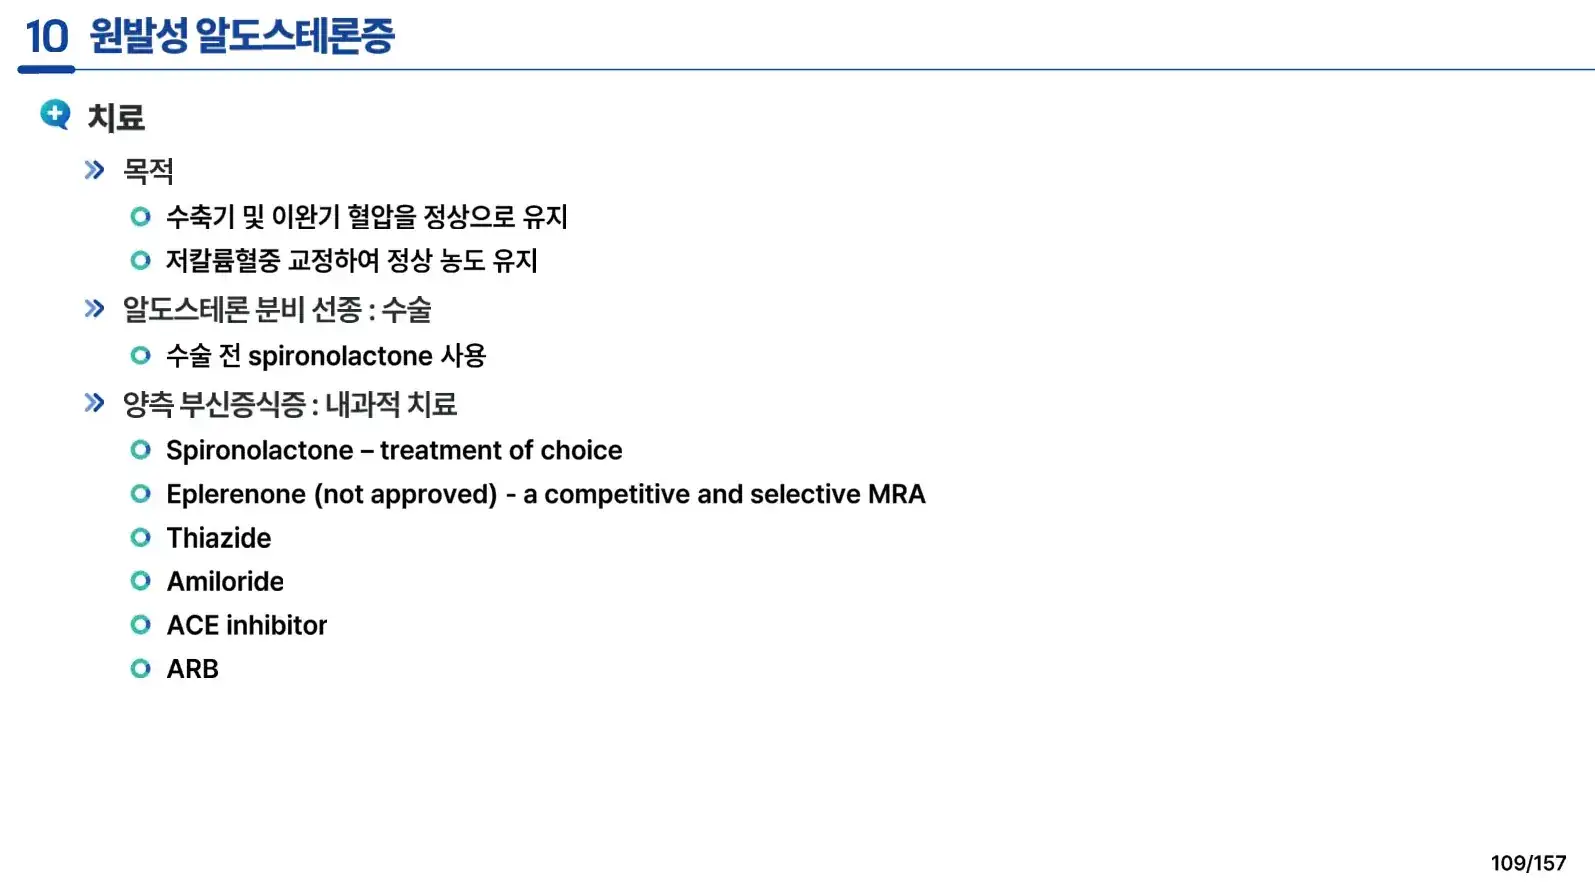 10 원발성 알도스테론증
치료
목적
수축기 및 이완기 혈압을 정상으로 유지
저칼륨혈중 교정하여 정상 농도 유지
알도스테론 분비 선종 : 수술
수술 전 spironolactone 사용
양측 부신증식증 : 내과적 치료
Spironolactone – treatment of choice
Eplerenone (not approved) - a competitive and selective MRA
Thiazide
Amiloride
ACE inhibitor
ARB
109/157